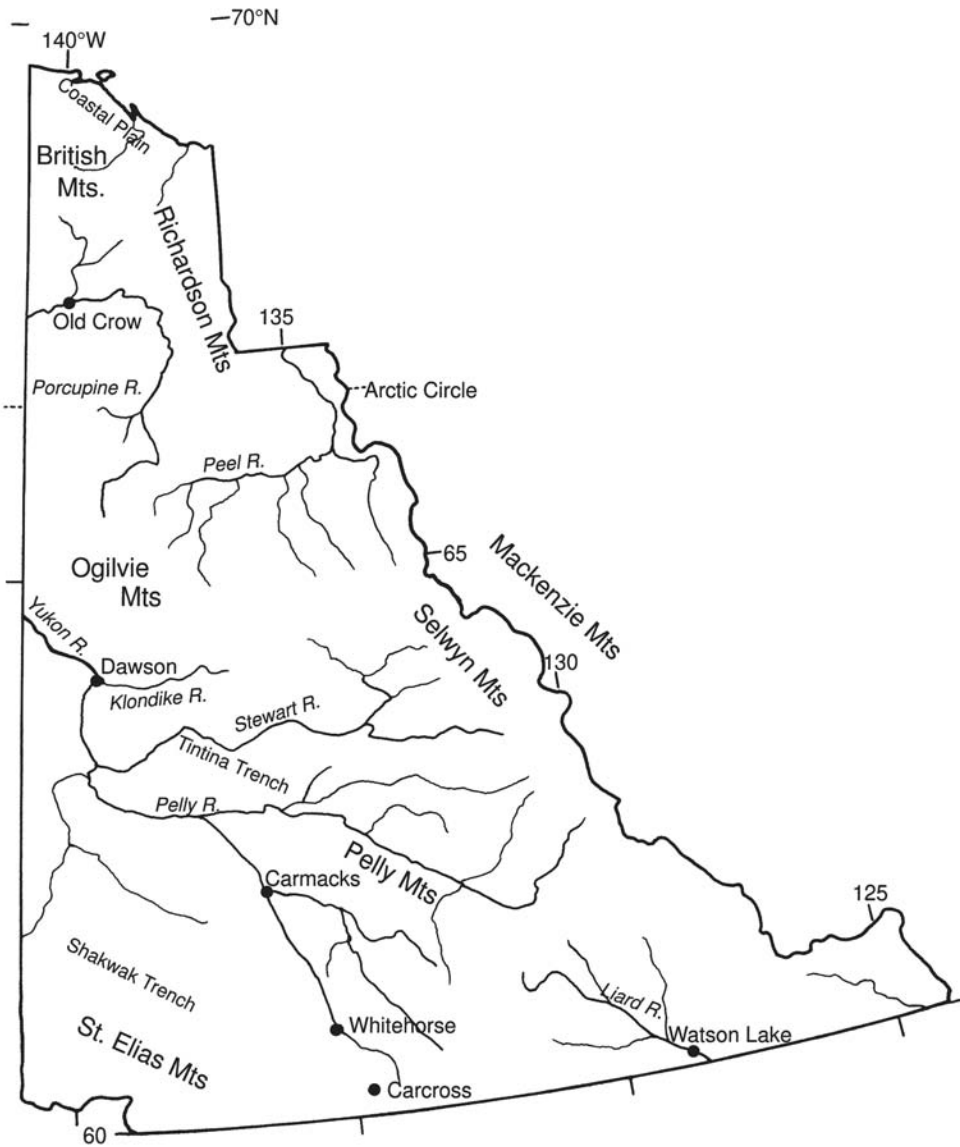 —70°N
140°W
Coastal Plain
British
Mts.
Richardson Mts
Old Crow
135
Porcupine R.
Arctic Circle
Peel R.
65
Mackenzie Mts
Ogilvie
Mts
Selwyn Mts
Yukon R.
130
Dawson
Klondike R.
Stewart R.
Tintina Trench
Pelly R.
Pelly Mts
Carmacks
125
Shakwak Trench
Liard R.
Whitehorse
Watson Lake
St. Elias Mts
Carcross
60